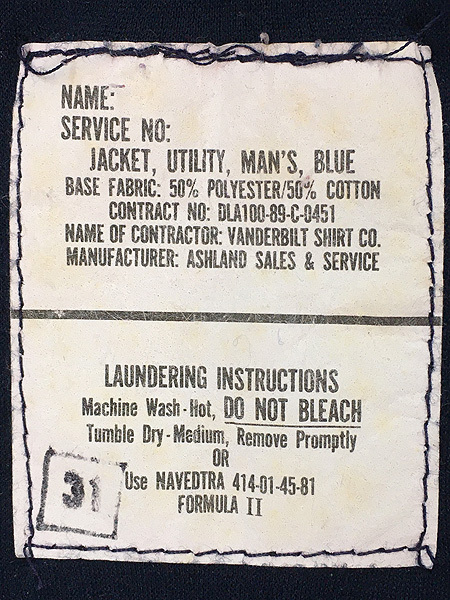 NAME:
SERVICE NO:
JACKET, UTILITY, MAN'S, BLUE
BASE FABRIC: 50% POLYESTER/50% COTTON
CONTRACT NO: DLA100-89-C-0451
NAME OF CONTRACTOR: VANDERBILT SHIRT CO.
MANUFACTURER: ASHLAND SALES & SERVICE
LAUNDERING INSTRUCTIONS
Machine Wash-Hot, DO NOT BLEACH
Tumble Dry-Medium, Remove Promptly
OR
Use NAVEDTRA 414-01-45-81
FORMULA II
31